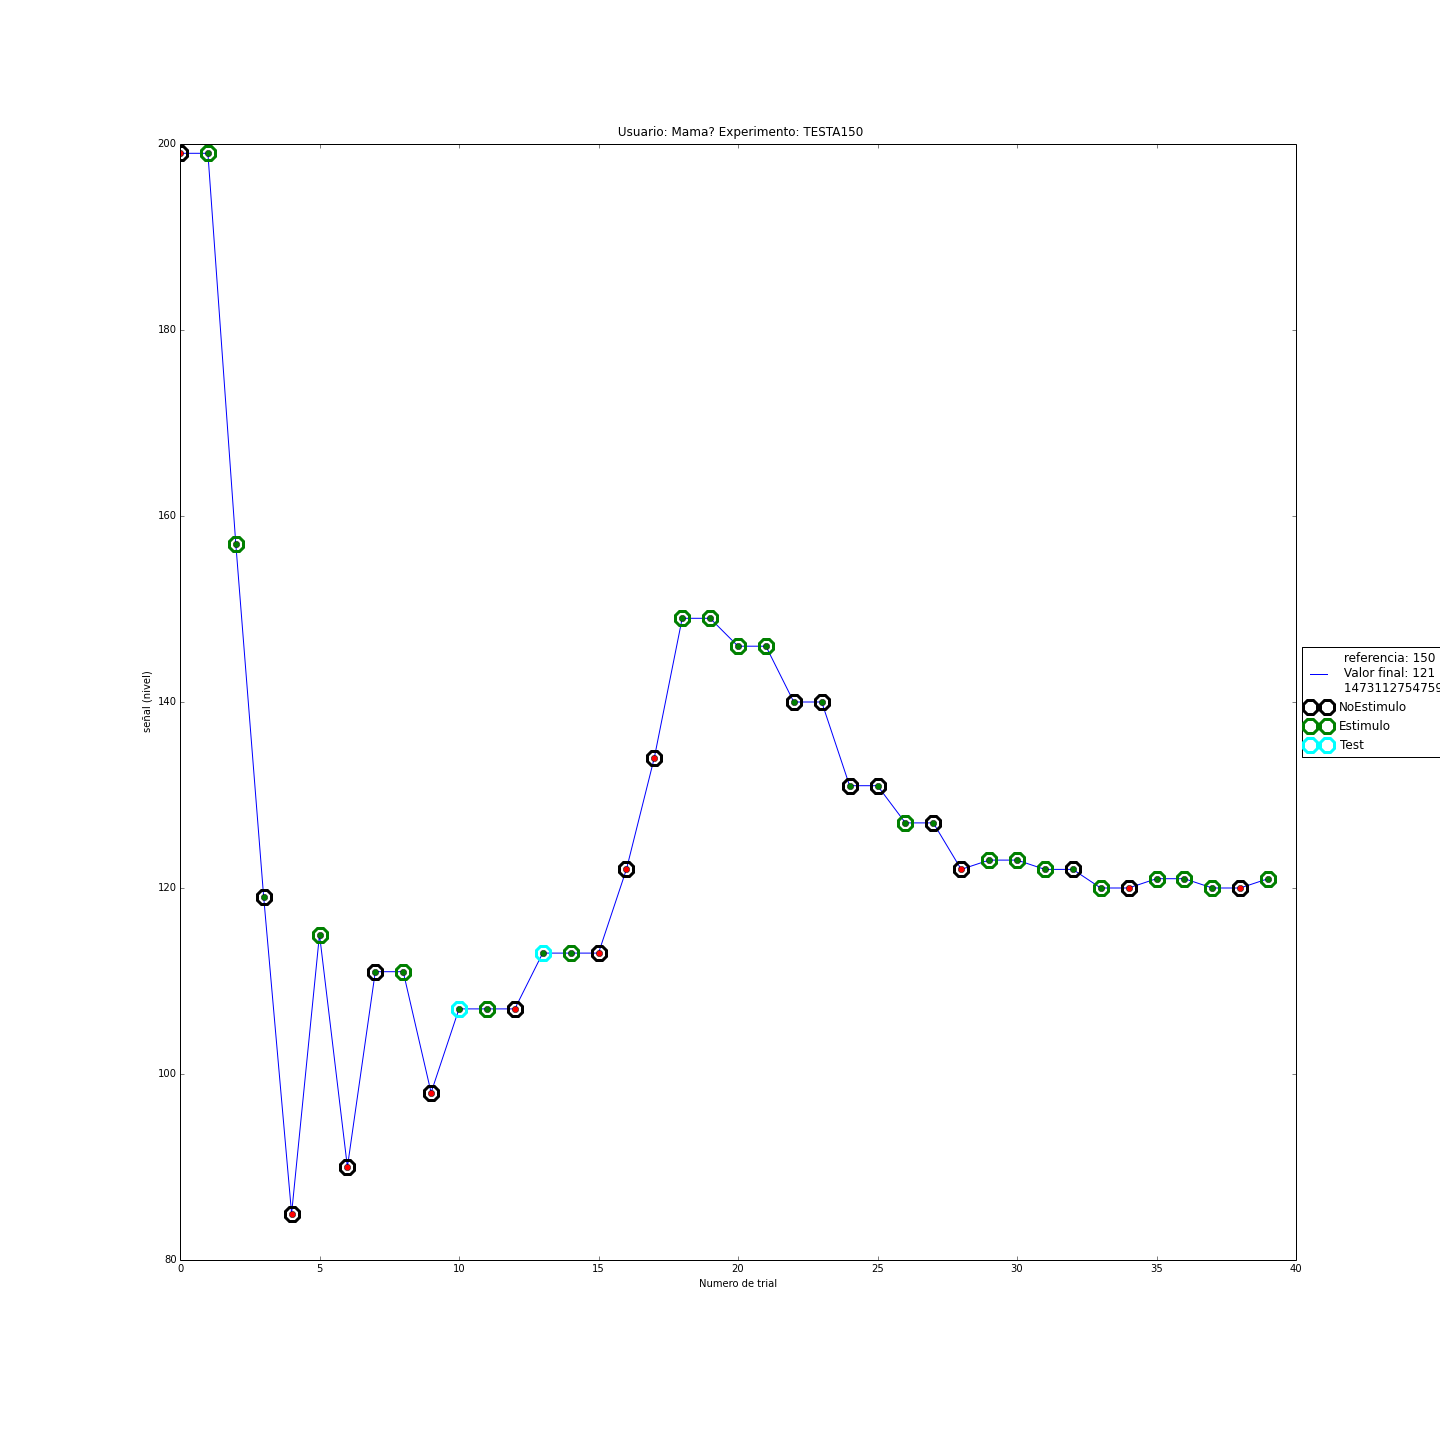 Usuario: Mama? Experimento: TESTA150
200
180
160
140
120
100
80
señal (nivel)
0 5 10 15 20 25 30 35 40
Numero de trial
referencia: 150
Valor final: 121
1473112754759
NoEstimulo
Estimulo
Test